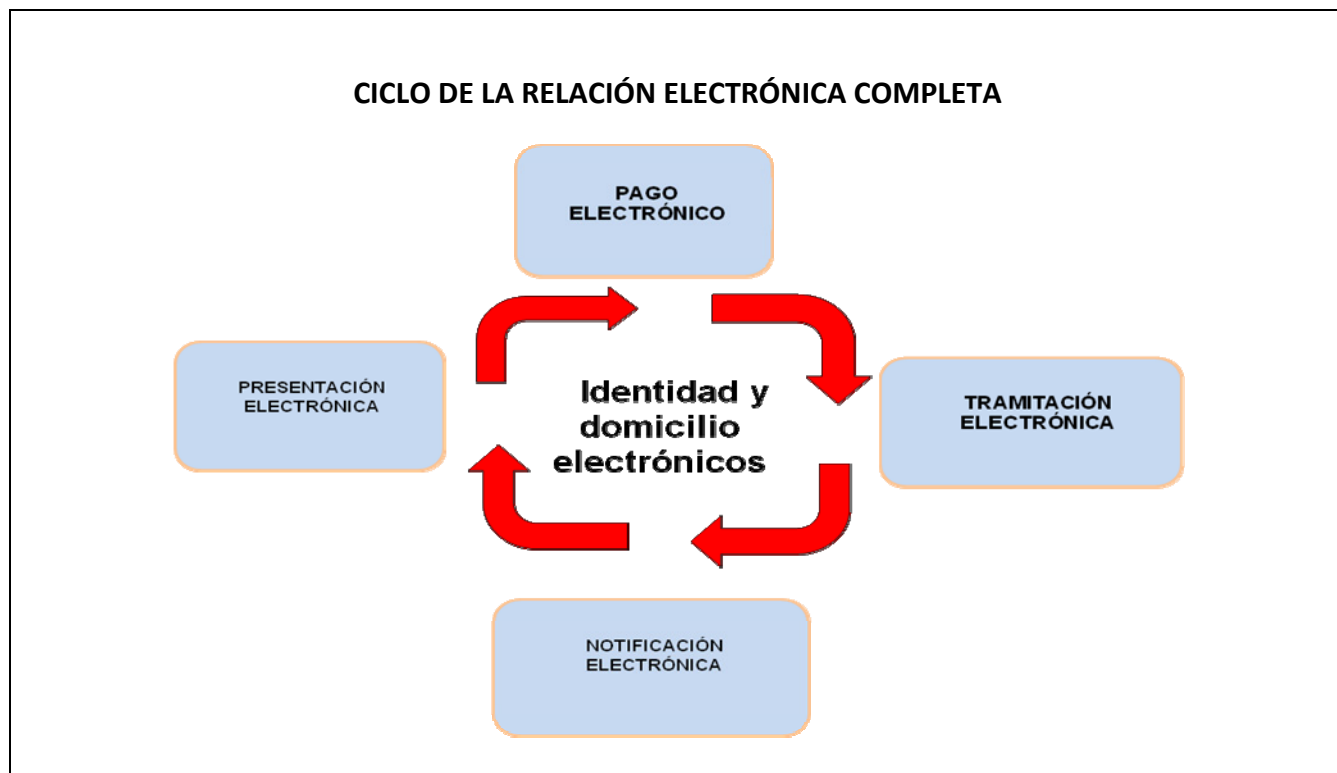 CICLO DE LA RELACIÓN ELECTRÓNICA COMPLETA
PAGO
ELECTRÓNICO
PRESENTACIÓN
ELECTRÓNICA
Identidad y
domicilio
electrónicos
TRAMITACIÓN
ELECTRÓNICA
NOTIFICACIÓN
ELECTRÓNICA